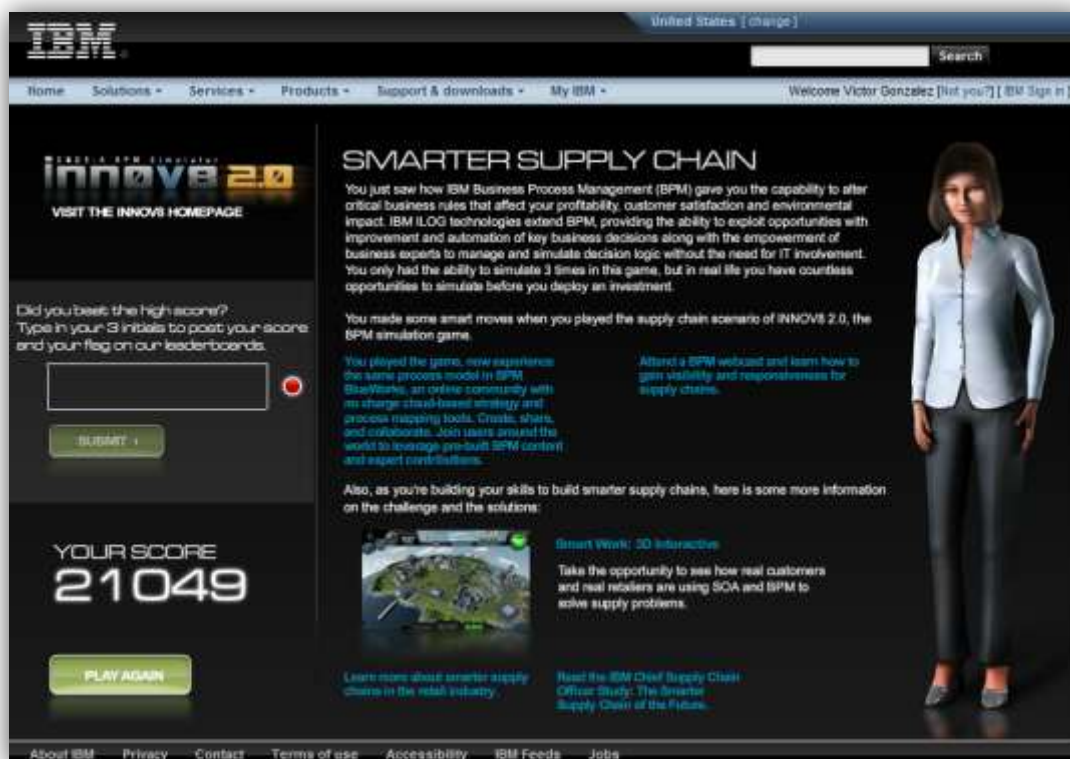 United States [ change ]
IBM
Search
Home Solutions Services Products Support & downloads My IBM Welcome Victor Gonzalez [Not you?] [ IBM Sign in ]
innov8 2.0
VISIT THE INNOV8 HOMEPAGE
SMARTER SUPPLY CHAIN
You just saw how IBM Business Process Management (BPM) gave you the capability to alter
critical business rules that affect your profitability, customer satisfaction and environmental
impact. IBM ILOG technologies extend BPM, providing the ability to exploit opportunities with
improvement and automation of key business decisions along with the empowerment of
business experts to manage and simulate decision logic without the need for IT involvement.
You only had the ability to simulate 3 times in this game, but in real life you have countless
opportunities to simulate before you deploy an investment.
You made some smart moves when you played the supply chain scenario of INNOV8 2.0, the
BPM simulation game.
You played the game, now experience
the same process model in BPM
BlueWorks, an online community with
no charge cloud-based strategy and
process mapping tools. Create, share,
and collaborate. Join users around the
world to leverage pre-built BPM content
and expert contributions.
Attend a BPM webcast and learn how to
gain visibility and responsiveness for
supply chains.
Also, as you're building your skills to build smarter supply chains, here is some more information
on the challenge and the solutions:
Smart Work: 3D Interactive
Take the opportunity to see how real customers
and real retailers are using SOA and BPM to
solve supply problems.
Learn more about smarter supply
chains in the retail industry.
Read the IBM Chief Supply Chain
Officer Study: The Smarter
Supply Chain of the Future.
Did you beat the high score?
Type in your 3 initials to post your score
and your flag on our leaderboards.
SUBMIT
YOUR SCORE
21049
PLAY AGAIN
About IBM Privacy Contact Terms of use Accessibility IBM Feeds Jobs